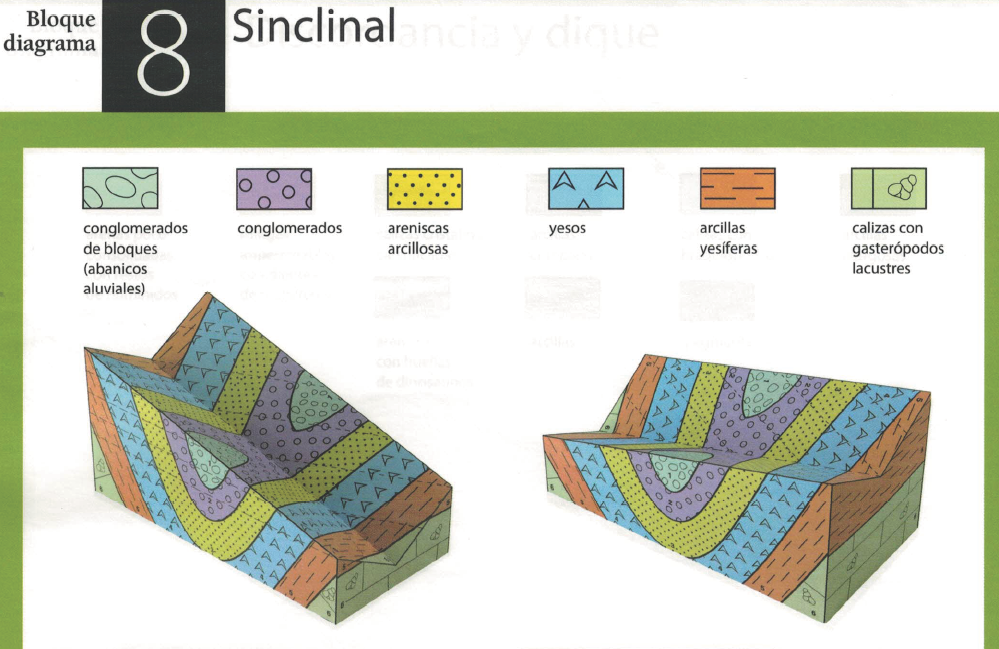 Bloque
diagrama
8
Sinclinal
conglomerados
de bloques
(abanicos
aluviales)
conglomerados
areniscas
arcillosas
yesos
arcillas
yesíferas
calizas con
gasterópodos
lacustres